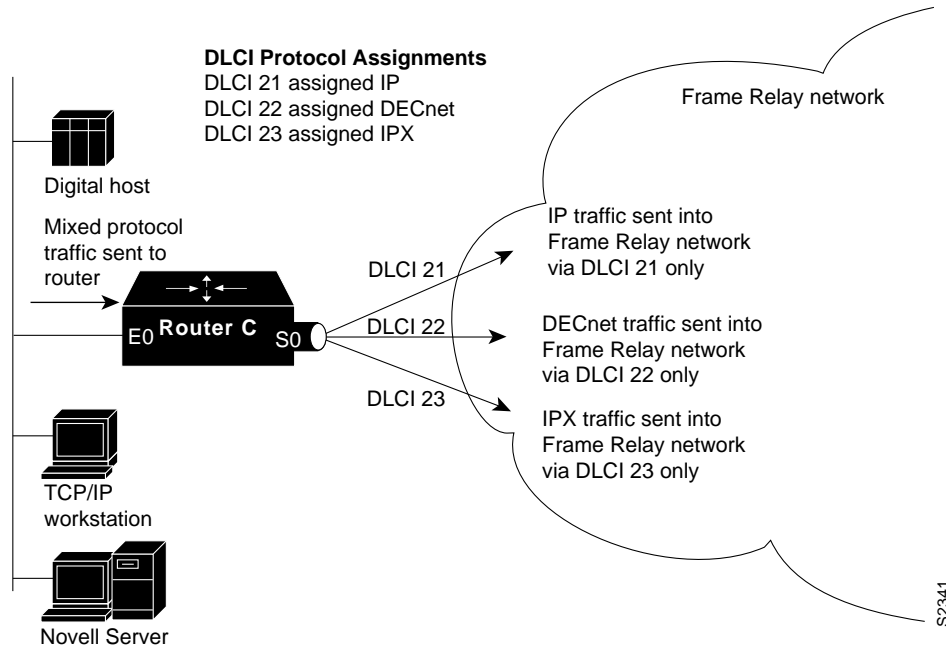 DLCI Protocol Assignments
DLCI 21 assigned IP
DLCI 22 assigned DECnet
DLCI 23 assigned IPX
Frame Relay network
Digital host
Mixed protocol
traffic sent to
router
E0
Router C
S0
DLCI 21
DLCI 22
DLCI 23
IP traffic sent into
Frame Relay network
via DLCI 21 only
DECnet traffic sent into
Frame Relay network
via DLCI 22 only
IPX traffic sent into
Frame Relay network
via DLCI 23 only
TCP/IP
workstation
Novell Server
S2341